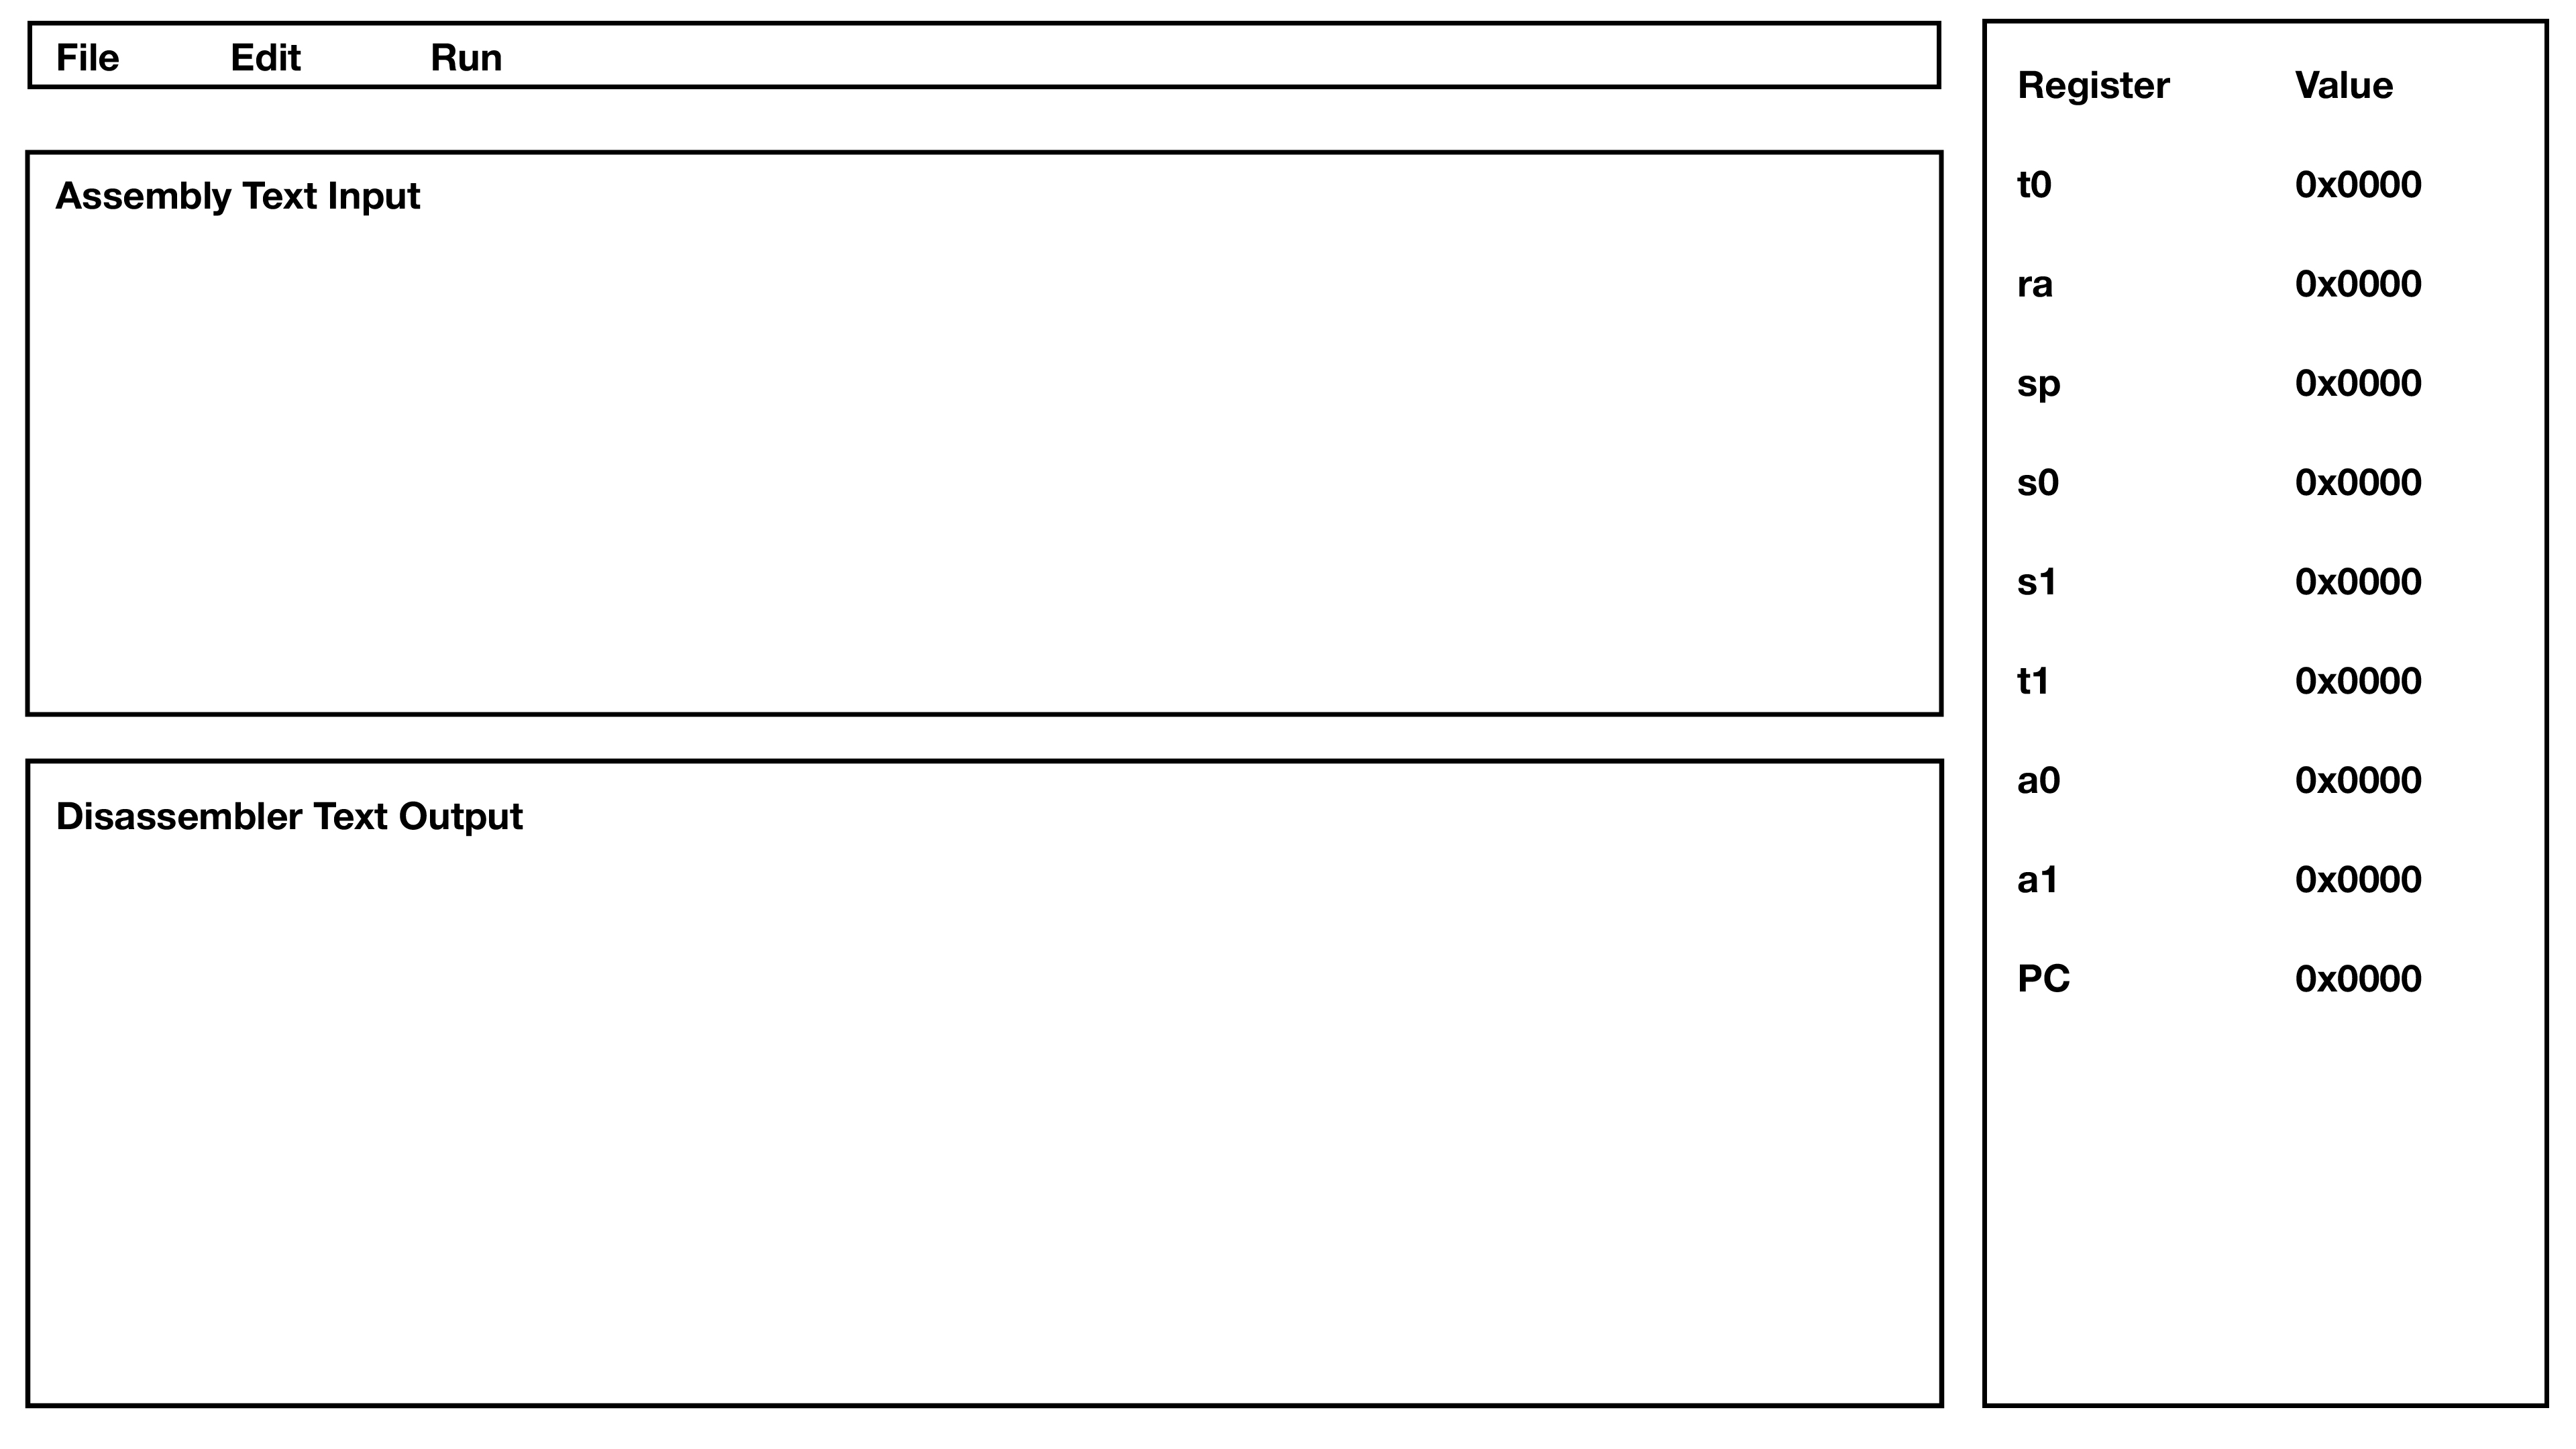 File Edit Run
Assembly Text Input
Disassembler Text Output
Register Value
t0 0x0000
ra 0x0000
sp 0x0000
s0 0x0000
s1 0x0000
t1 0x0000
a0 0x0000
a1 0x0000
PC 0x0000